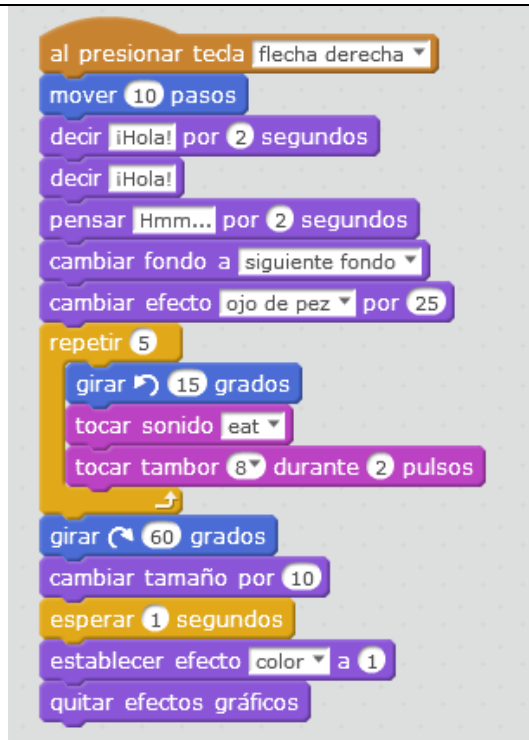 al presionar tecla flecha derecha
mover 10 pasos
decir ¡Hola! por 2 segundos
decir ¡Hola!
pensar Hmm... por 2 segundos
cambiar fondo a siguiente fondo
cambiar efecto ojo de pez por 25
repetir 5
girar 15 grados
tocar sonido eat
tocar tambor 8 durante 2 pulsos
girar 60 grados
cambiar tamaño por 10
esperar 1 segundos
establecer efecto color a 1
quitar efectos gráficos